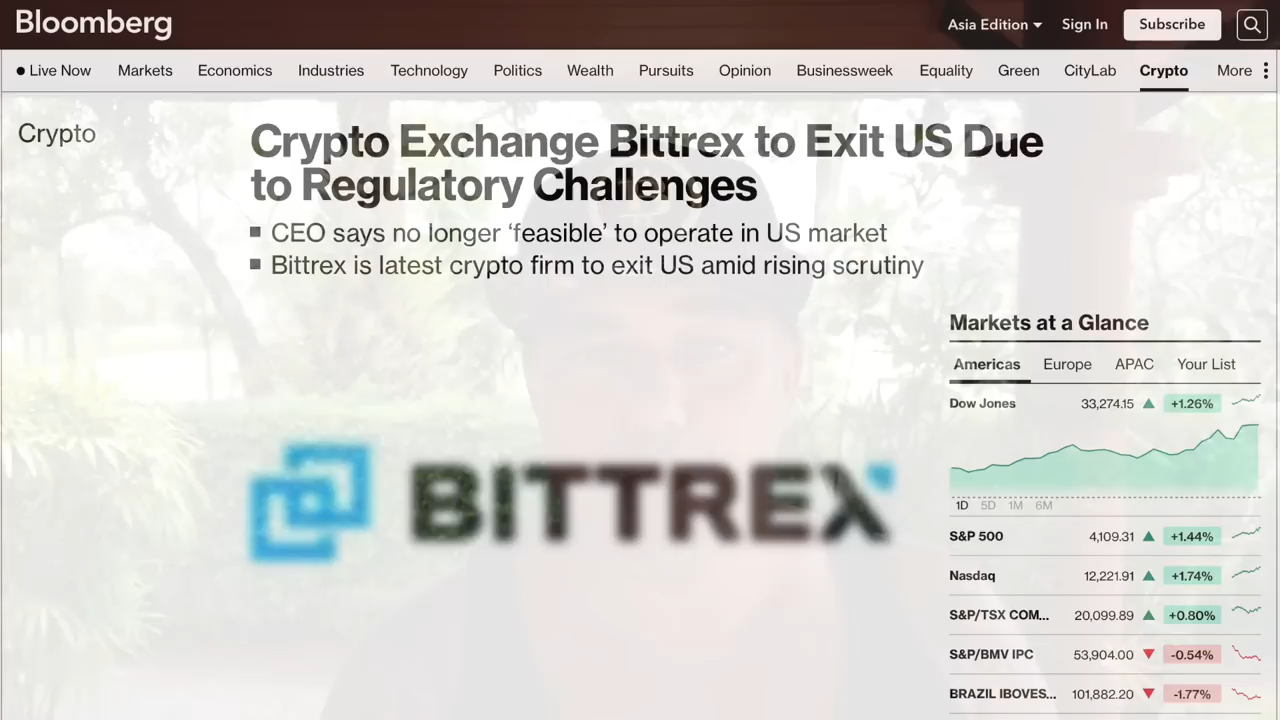 Bloomberg
Asia Edition Sign In Subscribe
Live Now Markets Economics Industries Technology Politics Wealth Pursuits Opinion Businessweek Equality Green CityLab Crypto More
Crypto
Crypto Exchange Bittrex to Exit US Due
to Regulatory Challenges
CEO says no longer ‘feasible’ to operate in US market
Bittrex is latest crypto firm to exit US amid rising scrutiny
BITTREX
Markets at a Glance
Americas Europe APAC Your List
Dow Jones 33,274.15 +1.26%
1D 5D 1M 6M
S&P 500 4,109.31 +1.44%
Nasdaq 12,221.91 +1.74%
S&P/TSX COM... 20,099.89 +0.80%
S&P/BMV IPC 53,904.00 -0.54%
BRAZIL IBOVES... 101,882.20 -1.77%